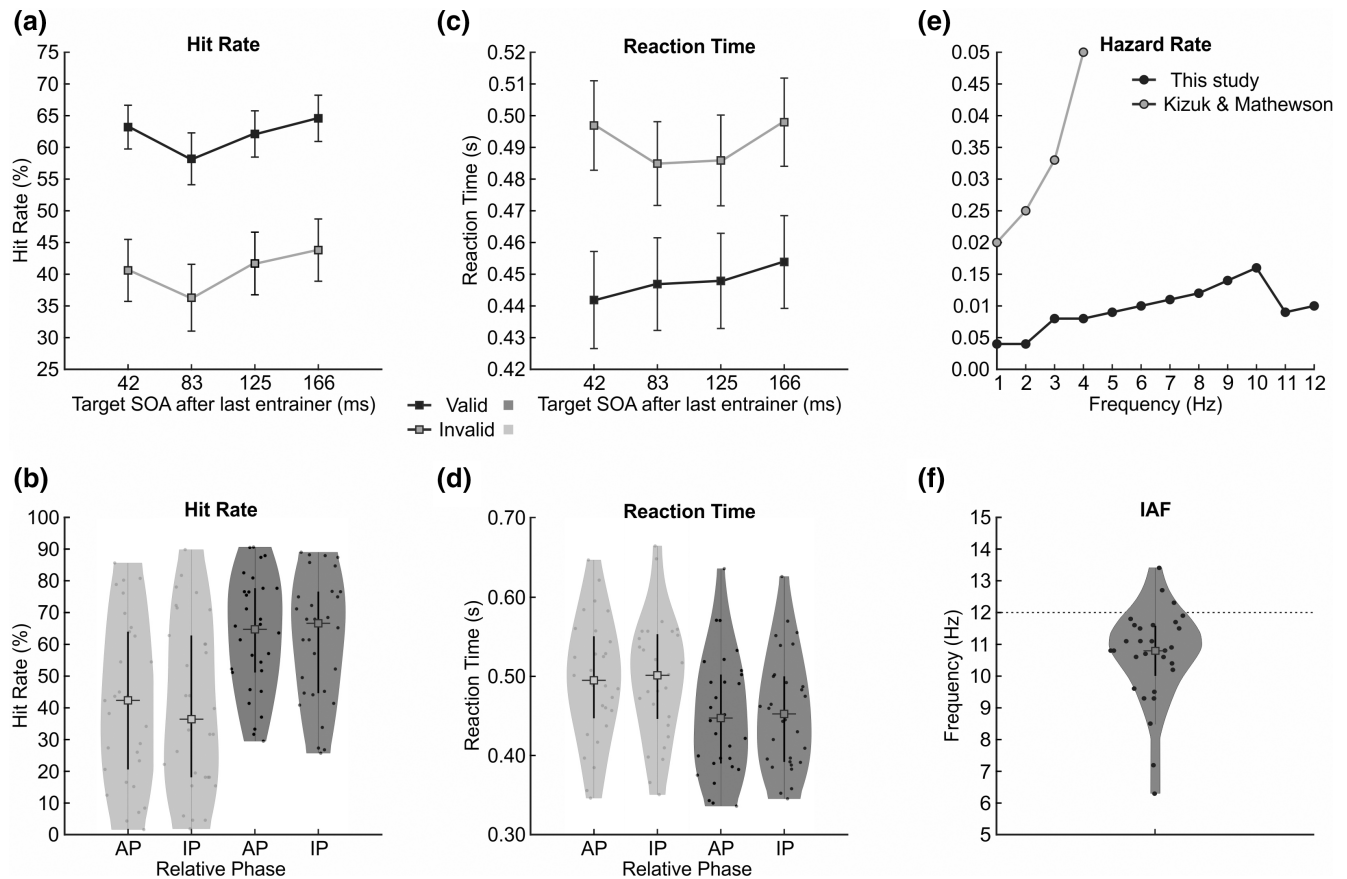 (a)
Hit Rate
75
70
65
60
55
50
45
40
35
30
25
Hit Rate (%)
42 83 125 166
Target SOA after last entrainer (ms)
(c)
Reaction Time
0.52
0.51
0.50
0.49
0.48
0.46
0.45
0.44
0.43
0.42
Reaction Time (s)
42 83 125 166
Target SOA after last entrainer (ms)
Valid
Invalid
(e)
Hazard Rate
This study
Kizuk & Mathewson
0.05
0.45
0.04
0.35
0.03
0.25
0.02
0.15
0.01
0.05
0.00
1 2 3 4 5 6 7 8 9 10 11 12
Frequency (Hz)
(b)
Hit Rate
100
90
80
70
60
50
40
30
20
10
0
Hit Rate (%)
AP IP AP IP
Relative Phase
(d)
Reaction Time
0.70
0.60
0.50
0.40
0.30
Reaction Time (s)
AP IP AP IP
Relative Phase
(f)
IAF
15
14
13
12
11
10
9
8
7
6
5
Frequency (Hz)